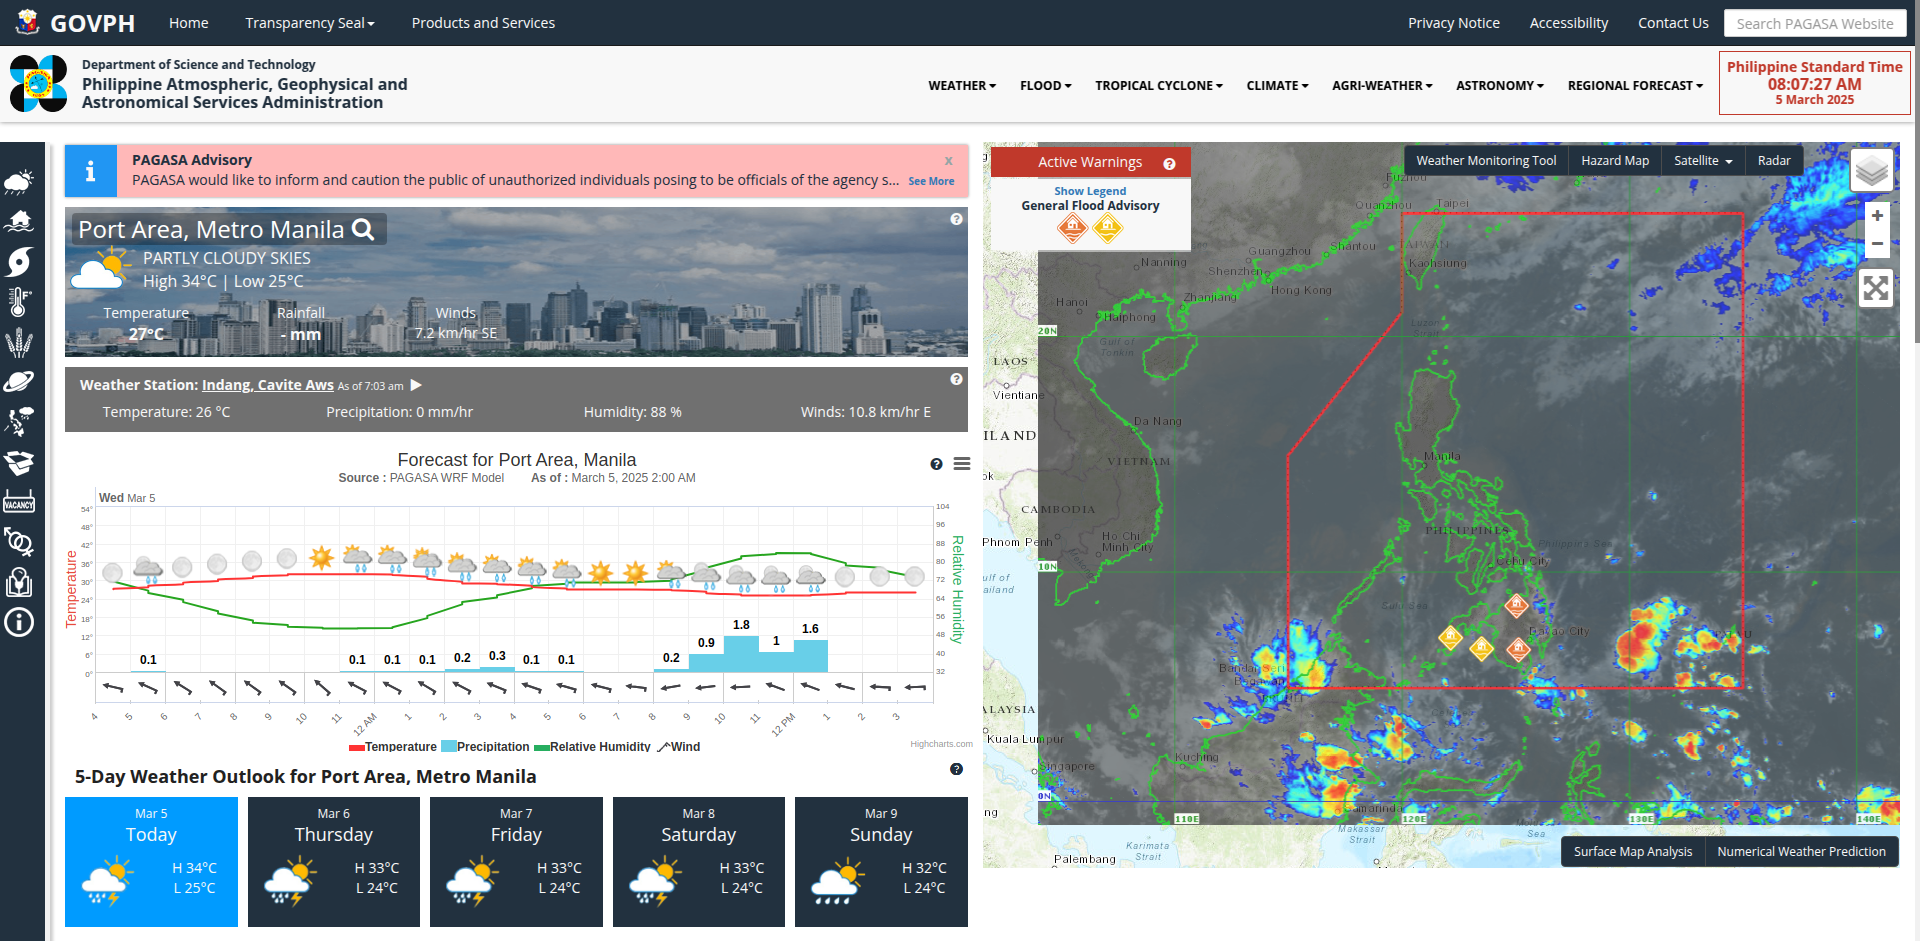 GOVPH
Home
Transparency Seal
Products and Services
Privacy Notice
Accessibility
Contact Us
Search PAGASA Website
Department of Science and Technology
Philippine Atmospheric, Geophysical and
Astronomical Services Administration
WEATHER
FLOOD
TROPICAL CYCLONE
CLIMATE
AGRI-WEATHER
ASTRONOMY
REGIONAL FORECAST
Philippine Standard Time
08:07:27 AM
5 March 2025
VACANCY
PAGASA Advisory
x
PAGASA would like to inform and caution the public of unauthorized individuals posing to be officials of the agency s...
See More
Port Area, Metro Manila
PARTLY CLOUDY SKIES
High 34°C | Low 25°C
Temperature
Rainfall
Winds
27°C
- mm
7.2 km/hr SE
Weather Station: Indang, Cavite Aws As of 7:03 am
Temperature: 26 °C
Precipitation: 0 mm/hr
Humidity: 88 %
Winds: 10.8 km/hr E
Forecast for Port Area, Manila
Source : PAGASA WRF Model As of : March 5, 2025 2:00 AM
Wed Mar 5
Temperature
54°
48°
42°
36°
30°
24°
18°
12°
6°
0°
104
96
88
80
72
64
56
48
40
32
Relative Humidity
0.1
0.1
0.1
0.1
0.2
0.3
0.1
0.1
0.2
0.9
1.8
1
1.6
4
5
6
7
8
9
10
11
12 AM
1
2
3
4
5
6
7
8
9
10
11
12 PM
1
2
3
Temperature
Precipitation
Relative Humidity
Wind
Highcharts.com
5-Day Weather Outlook for Port Area, Metro Manila
Mar 5
Today
H 34°C
L 25°C
Mar 6
Thursday
H 33°C
L 24°C
Mar 7
Friday
H 33°C
L 24°C
Mar 8
Saturday
H 33°C
L 24°C
Mar 9
Sunday
H 32°C
L 24°C
Active Warnings
Show Legend
General Flood Advisory
Weather Monitoring Tool
Hazard Map
Satellite
Radar
+
−
Fuzhou
Quanzhou
Taipei
TAIWAN
Guangzhou
Shantou
Kaohsiung
Nanning
Shenzhen
Hanoi
Zhanjiang
Hong Kong
Haiphong
20N
Luzon
Strait
Gulf of
Tonkin
LAOS
Vientiane
Da Nang
ILAND
Manila
VIETNAM
ok
CAMBODIA
PHILIPPINES
Phnom Penh
Ho Chi
Minh City
Philippine Sea
10N
Cebu City
ulf of
ailand
Sulu Sea
Davao City
Bandar Seri
Begawan
ALAYSIA
Kuala Lumpur
Kuching
Singapore
0N
Samarinda
ng
110E
120E
130E
140E
Makassar
Strait
Sea
Karimata
Strait
Palembang
Surface Map Analysis
Numerical Weather Prediction